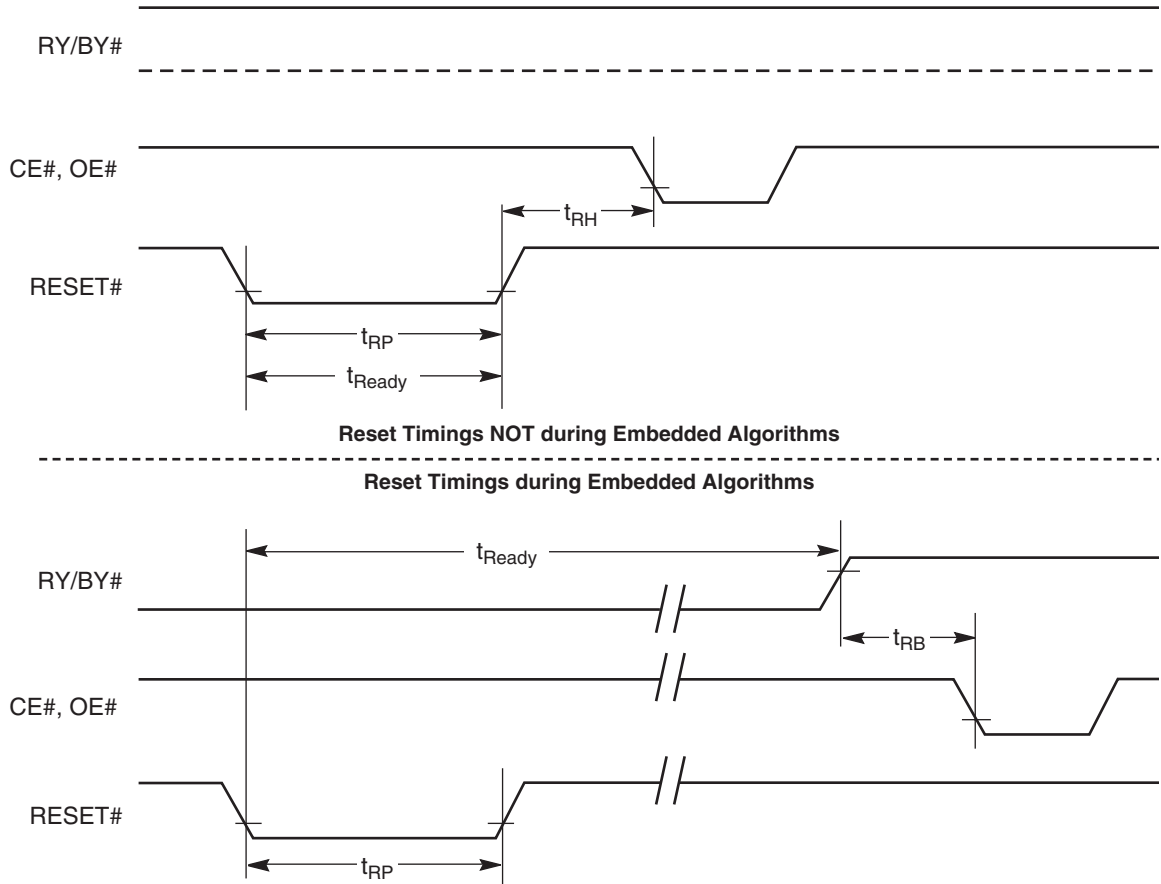 RY/BY#
CE#, OE#
tRH
RESET#
tRP
tReady
Reset Timings NOT during Embedded Algorithms
Reset Timings during Embedded Algorithms
tReady
RY/BY#
tRB
CE#, OE#
RESET#
tRP